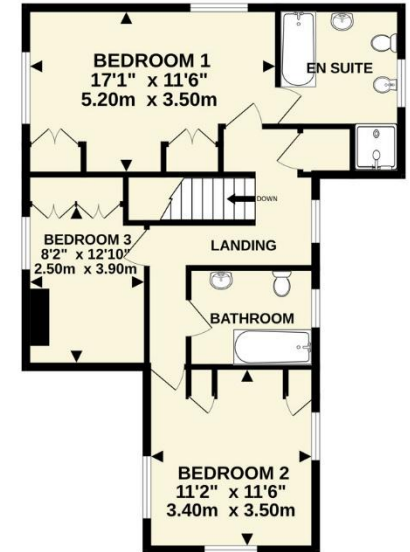 BEDROOM 1
17'1" x 11'6"
5.20m x 3.50m
EN SUITE
DOWN
LANDING
BEDROOM 3
8'2" x 12'10"
2.50m x 3.90m
BATHROOM
BEDROOM 2
11'2" x 11'6"
3.40m x 3.50m